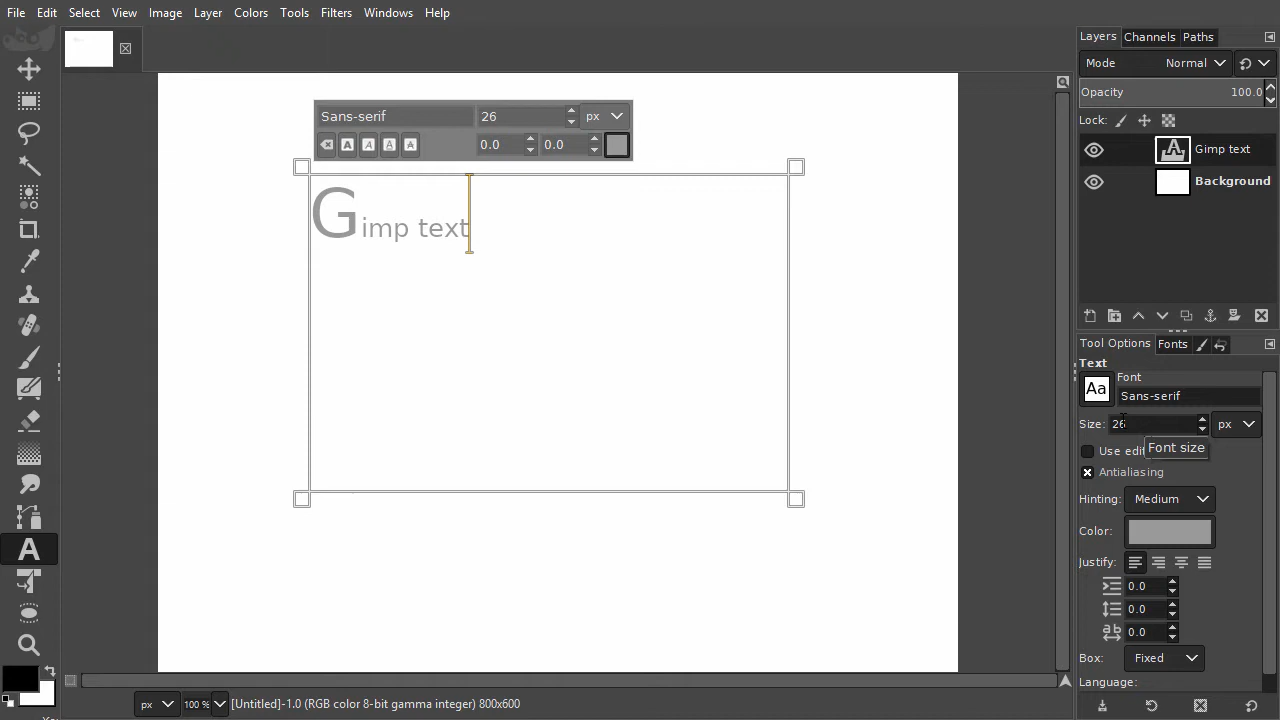 File Edit Select View Image Layer Colors Tools Filters Windows Help
Layers Channels Paths
Mode Normal
Opacity 100.0
Lock:
Sans-serif 26 px
0.0 0.0
Gimp text
Gimp text
Background
Tool Options Fonts
Text
Font
Aa Sans-serif
Size: 26 px
Font size
Use edi
Antialiasing
Hinting: Medium
Color:
Justify:
0.0
0.0
0.0
Box: Fixed
Language:
px 100 % [Untitled]-1.0 (RGB color 8-bit gamma integer) 800x600